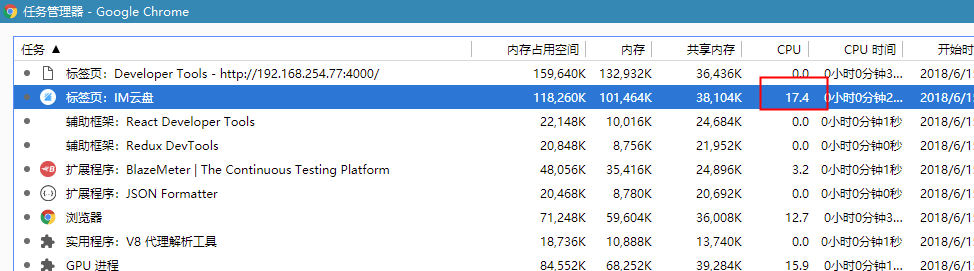 任务管理器 - Google Chrome
任务 ▲ 内存占用空间 内存 共享内存 CPU CPU 时间 开始时
标签页：Developer Tools - http://192.168.254.77:4000/ 159,640K 132,932K 36,436K 0.0 0小时0分钟3... 2018/6/1
标签页：IM云盘 118,260K 101,464K 38,104K 17.4 0小时0分钟2... 2018/6/1
辅助框架：React Developer Tools 22,148K 10,016K 24,684K 0.0 0小时0分钟1秒 2018/6/1
辅助框架：Redux DevTools 20,848K 8,756K 21,952K 0.0 0小时0分钟0秒 2018/6/1
扩展程序：BlazeMeter | The Continuous Testing Platform 48,056K 35,416K 24,896K 3.2 0小时0分钟1秒 2018/6/1
扩展程序：JSON Formatter 20,468K 8,780K 20,692K 0.0 0小时0分钟0秒 2018/6/1
浏览器 71,248K 59,604K 36,008K 12.7 0小时0分钟3... 2018/6/1
实用程序：V8 代理解析工具 18,736K 10,888K 13,740K 0.0 0小时0分钟1秒 2018/6/1
GPU 进程 84,552K 68,252K 39,284K 15.9 0小时0分钟1... 2018/6/1